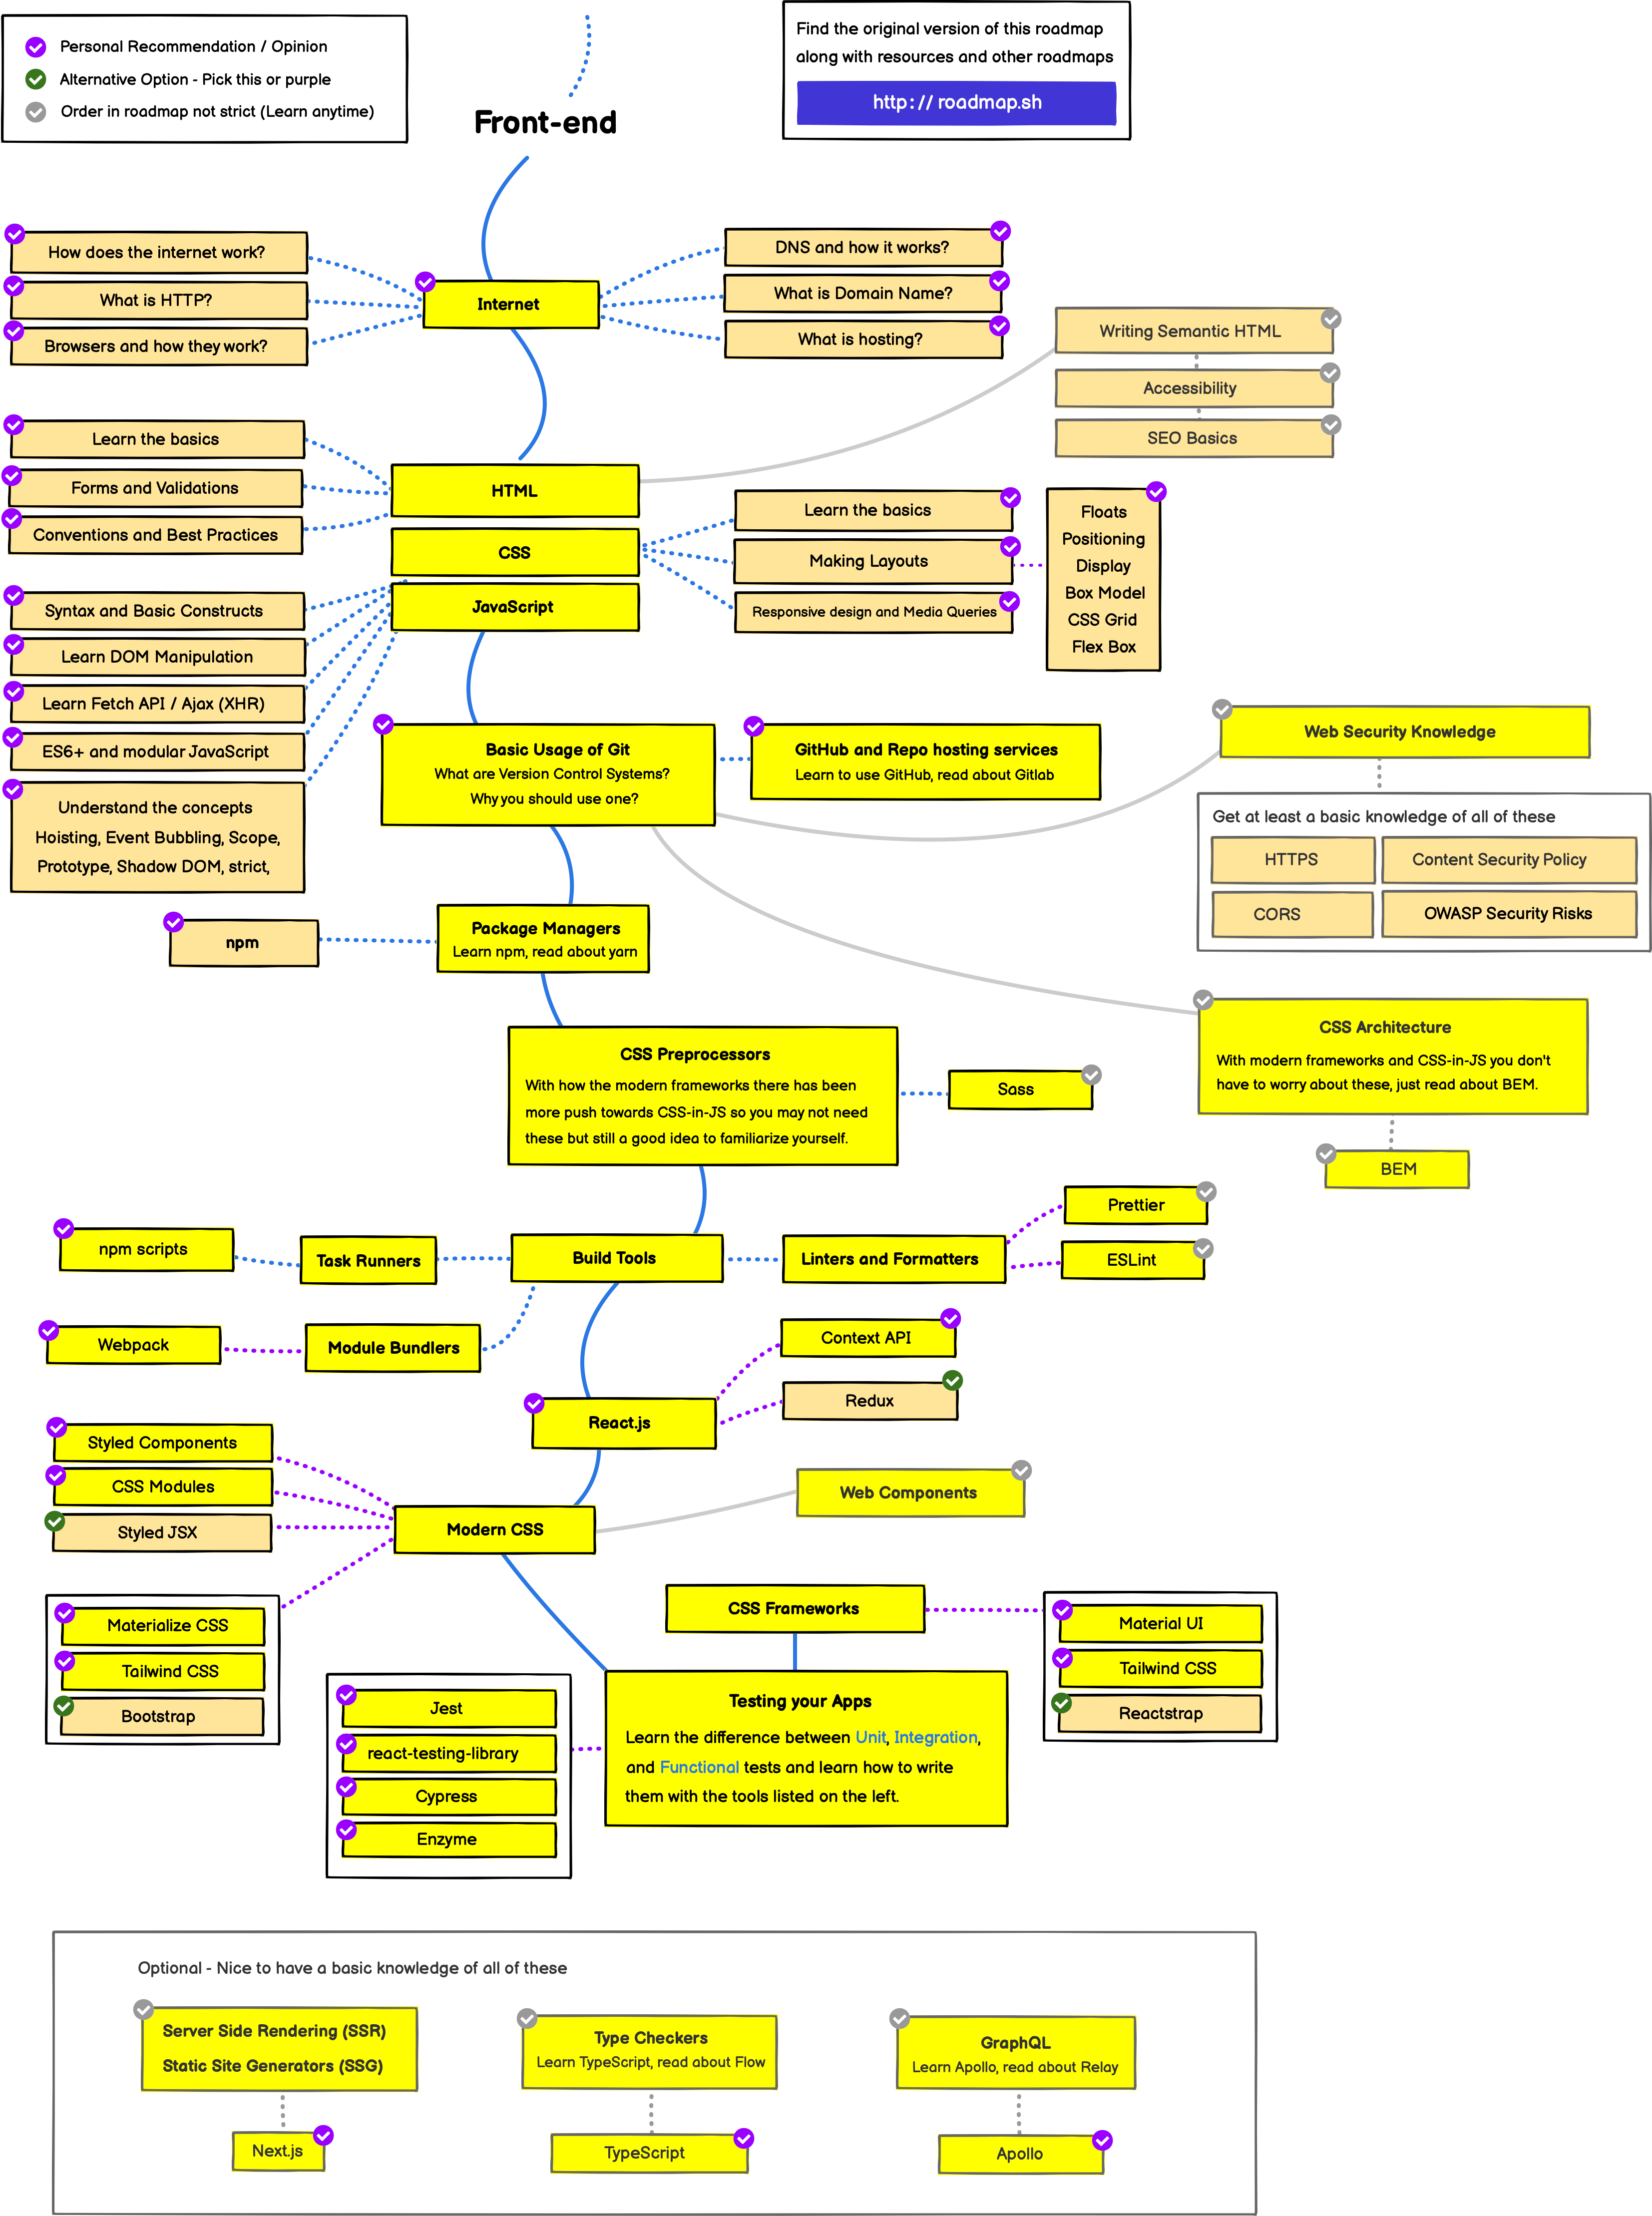 Personal Recommendation / Opinion
Alternative Option - Pick this or purple
Order in roadmap not strict (Learn anytime)
Find the original version of this roadmap
along with resources and other roadmaps
http://roadmap.sh
Front-end
How does the internet work?
What is HTTP?
Browsers and how they work?
Internet
DNS and how it works?
What is Domain Name?
What is hosting?
Writing Semantic HTML
Accessibility
SEO Basics
Learn the basics
Forms and Validations
Conventions and Best Practices
HTML
CSS
JavaScript
Learn the basics
Making Layouts
Responsive design and Media Queries
Floats
Positioning
Display
Box Model
CSS Grid
Flex Box
Syntax and Basic Constructs
Learn DOM Manipulation
Learn Fetch API / Ajax (XHR)
ES6+ and modular JavaScript
Understand the concepts
Hoisting, Event Bubbling, Scope,
Prototype, Shadow DOM, strict,
Basic Usage of Git
What are Version Control Systems?
Why you should use one?
GitHub and Repo hosting services
Learn to use GitHub, read about Gitlab
Web Security Knowledge
Get at least a basic knowledge of all of these
HTTPS
Content Security Policy
CORS
OWASP Security Risks
npm
Package Managers
Learn npm, read about yarn
CSS Architecture
With modern frameworks and CSS-in-JS you don't
have to worry about these, just read about BEM.
BEM
CSS Preprocessors
With how the modern frameworks there has been
more push towards CSS-in-JS so you may not need
these but still a good idea to familiarize yourself.
Sass
npm scripts
Task Runners
Build Tools
Linters and Formatters
Prettier
ESLint
Webpack
Module Bundlers
Context API
Redux
React.js
Styled Components
CSS Modules
Styled JSX
Modern CSS
Web Components
Materialize CSS
Tailwind CSS
Bootstrap
CSS Frameworks
Material UI
Tailwind CSS
Reactstrap
Jest
react-testing-library
Cypress
Enzyme
Testing your Apps
Learn the difference between Unit, Integration,
and Functional tests and learn how to write
them with the tools listed on the left.
Optional - Nice to have a basic knowledge of all of these
Server Side Rendering (SSR)
Static Site Generators (SSG)
Next.js
Type Checkers
Learn TypeScript, read about Flow
TypeScript
GraphQL
Learn Apollo, read about Relay
Apollo